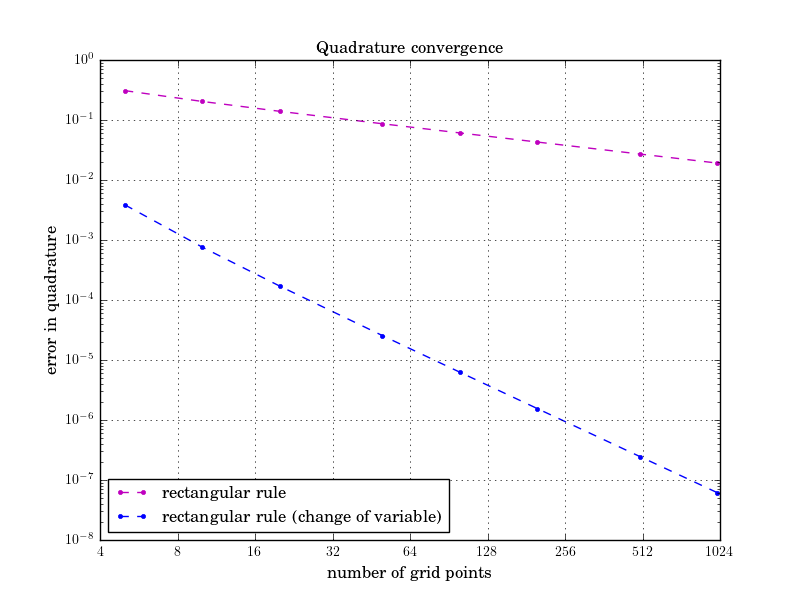 Quadrature convergence
10^0
10^-1
10^-2
10^-3
10^-4
10^-5
10^-6
10^-7
10^-8
error in quadrature
rectangular rule
rectangular rule (change of variable)
4 8 16 32 64 128 256 512 1024
number of grid points